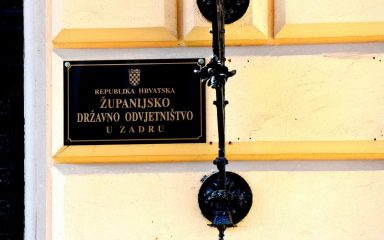 REPUBLIKA HRVATSKA
ŽUPANIJSKO
DRŽAVNO ODVJETNIŠTVO
U ZADRU